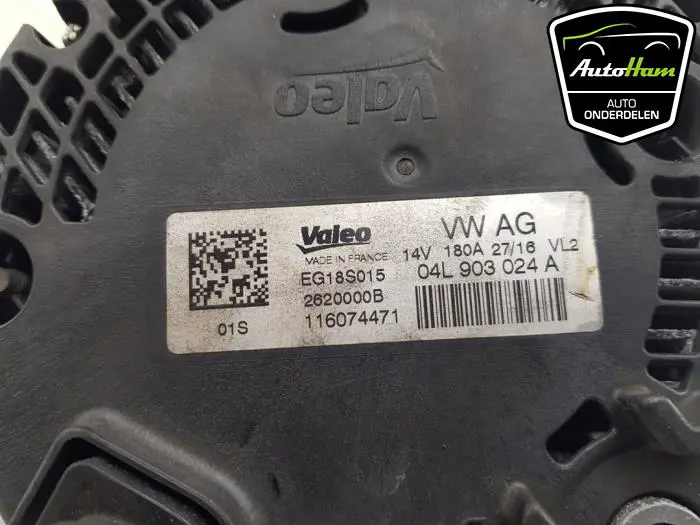 Valeo
AutoHam
AUTO
ONDERDELEN
Valeo
MADE IN FRANCE
VW AG
14V 180A 27/16 VL2
EG18S015
04L 903 024 A
2620000B
116074471
01S